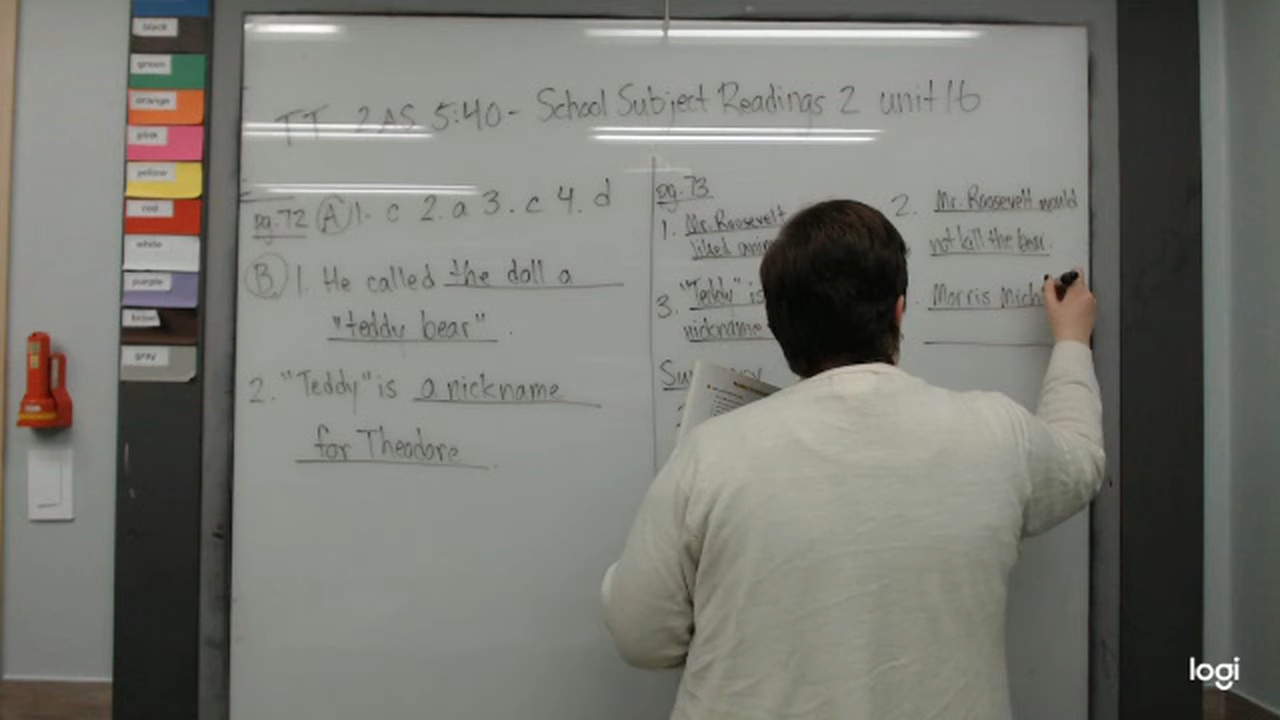 black
green
orange
pink
yellow
red
white
purple
brown
gray
TT 2AS 5:40 - School Subject Readings 2 unit 16
pg. 72 (A) 1. c 2. a 3. c 4. d
(B) 1. He called the doll a
"teddy bear".
2. "Teddy" is a nickname
for Theodore.
pg. 73
1. Mr. Roosevelt
liked
2. Mr. Roosevelt would
not kill the bear.
3. "Teddy" is
nickname
Morris
logi